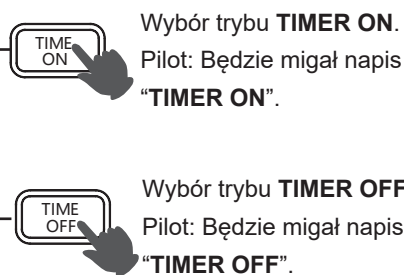 TIME
ON
Wybór trybu TIMER ON.
Pilot: Będzie migał napis
“TIMER ON”.
TIME
OFF
Wybór trybu TIMER OFF
Pilot: Będzie migał napis
“TIMER OFF”.